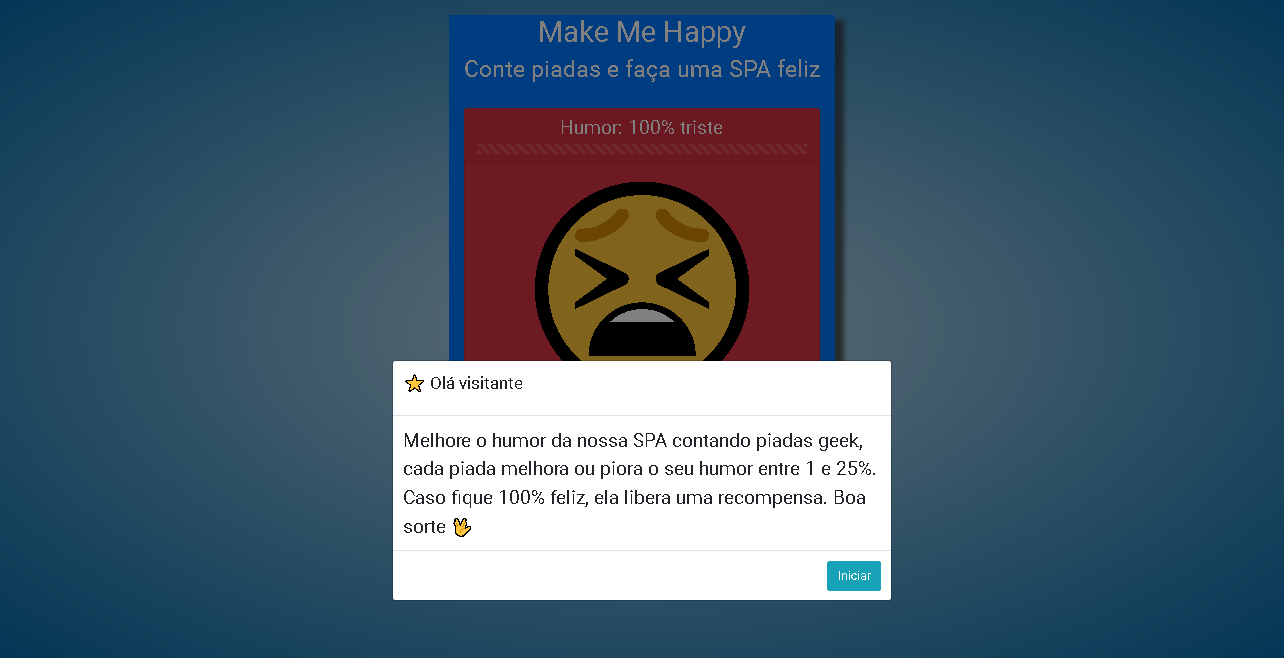 Make Me Happy
Conte piadas e faça uma SPA feliz
Humor: 100% triste
⭐ Olá visitante
Melhore o humor da nossa SPA contando piadas geek,
cada piada melhora ou piora o seu humor entre 1 e 25%.
Caso fique 100% feliz, ela libera uma recompensa. Boa
sorte 🖖
Iniciar